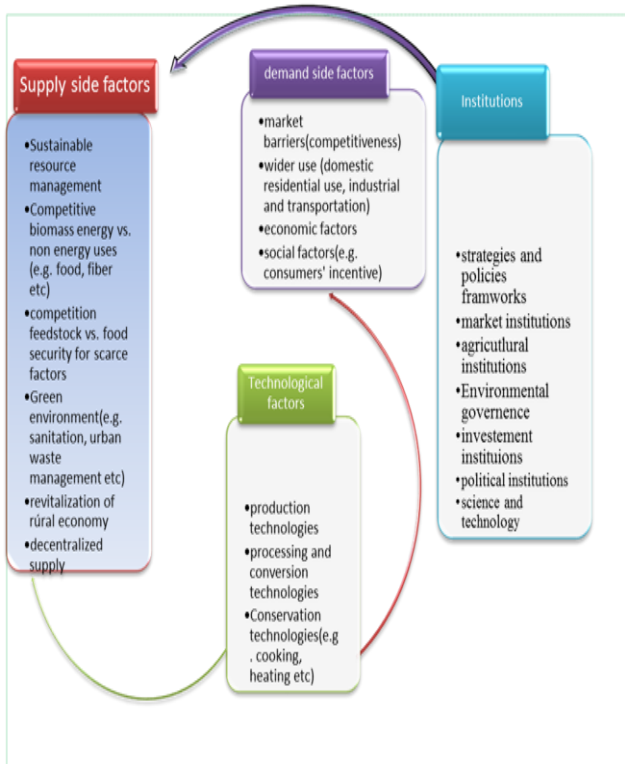 Supply side factors
•Sustainable
resource
management
•Competitive
biomass energy vs.
non energy uses
(e.g. food, fiber
etc)
•competition
feedstock vs. food
security for scarce
factors
•Green
environment(e.g.
sanitation, urban
waste
management etc)
•revitalization of
rúral economy
•decentralized
supply
demand side factors
•market
barriers(competitiveness)
•wider use (domestic
residential use, industrial
and transportation)
•economic factors
•social factors(e.g.
consumers' incentive)
Technological
factors
•production
technologies
•processing and
conversion
technologies
•Conservation
technologies(e.g
. cooking,
heating etc)
Institutions
•strategies and
policies
framworks
•market institutions
•agricutlural
institutions
•Environmental
governence
•investement
instituions
•political institutions
•science and
technology